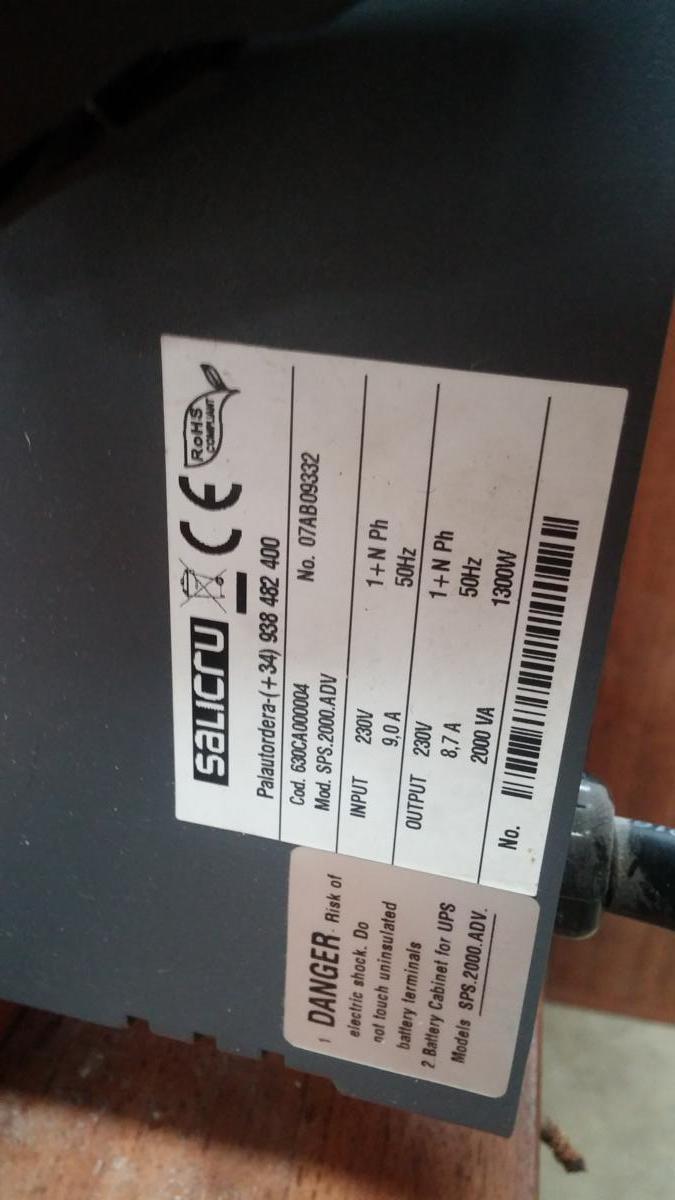 salicru
CE
RoHS
COMPLIANT
Palautordera-(+34) 938 482 400
Cod. 630CA000004
Mod. SPS.2000.ADV No. 07AB09332
INPUT 230V 1+N Ph
9,0 A 50Hz
OUTPUT 230V 1+N Ph
8,7 A 50Hz
2000 VA 1300W
No.
1 DANGER - Risk of
electric shock. Do
not touch uninsulated
battery terminals
2 Battery Cabinet for UPS
Models SPS.2000.ADV.